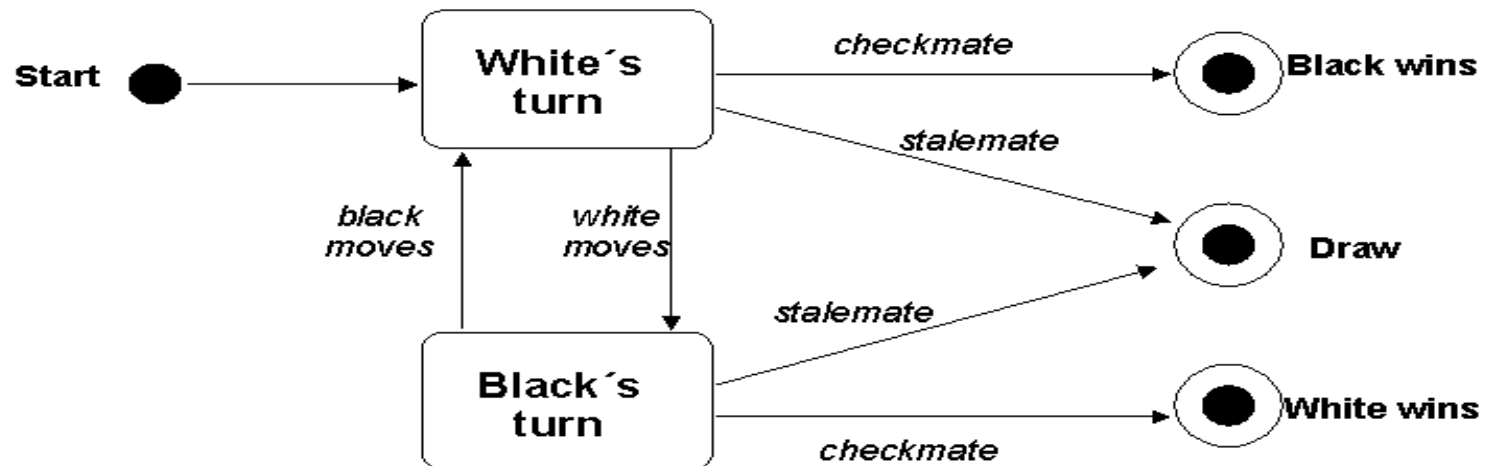 Start
White´s
turn
checkmate
Black wins
stalemate
black
moves
white
moves
Draw
stalemate
Black´s
turn
White wins
checkmate